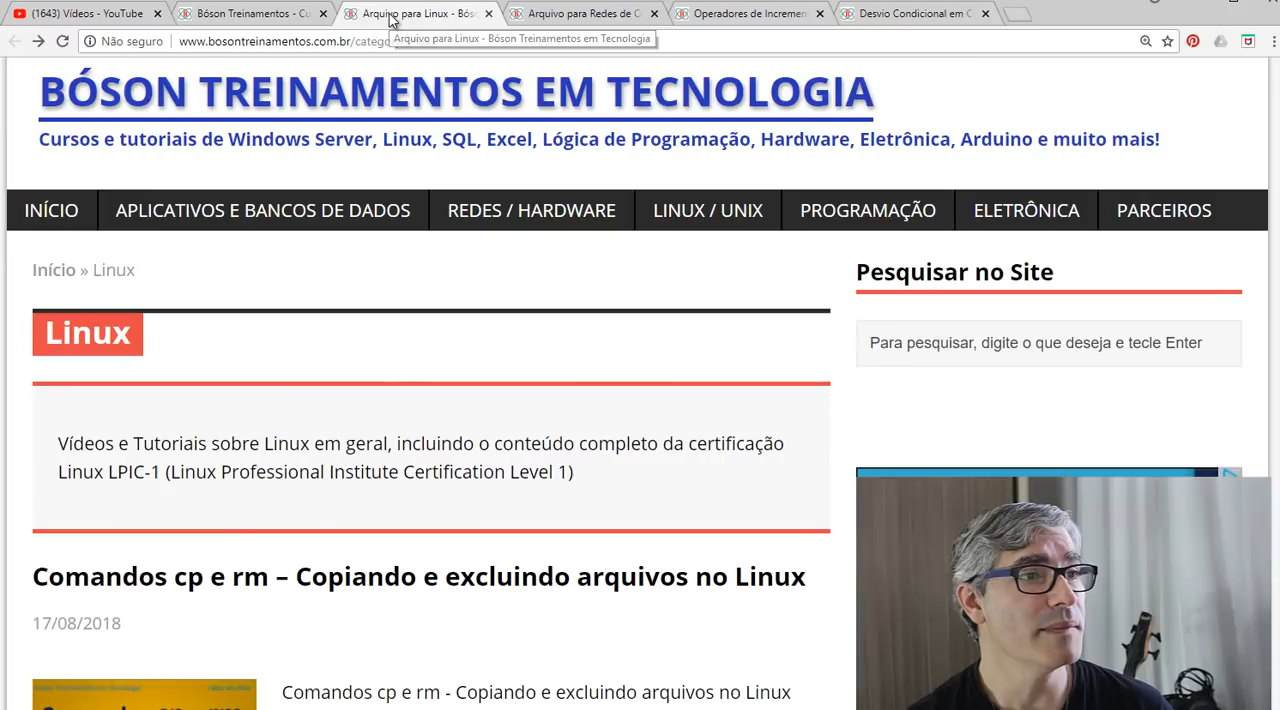 (1643) Vídeos - YouTube
Bóson Treinamentos - Cu
Arquivo para Linux - Bós
Arquivo para Redes de C
Operadores de Incremen
Desvio Condicional em C
Não seguro
www.bosontreinamentos.com.br/catego
Arquivo para Linux - Bóson Treinamentos em Tecnologia
BÓSON TREINAMENTOS EM TECNOLOGIA
Cursos e tutoriais de Windows Server, Linux, SQL, Excel, Lógica de Programação, Hardware, Eletrônica, Arduino e muito mais!
INÍCIO
APLICATIVOS E BANCOS DE DADOS
REDES / HARDWARE
LINUX / UNIX
PROGRAMAÇÃO
ELETRÔNICA
PARCEIROS
Início » Linux
Pesquisar no Site
Linux
Para pesquisar, digite o que deseja e tecle Enter
Vídeos e Tutoriais sobre Linux em geral, incluindo o conteúdo completo da certificação
Linux LPIC-1 (Linux Professional Institute Certification Level 1)
Comandos cp e rm – Copiando e excluindo arquivos no Linux
17/08/2018
Comandos cp e rm - Copiando e excluindo arquivos no Linux